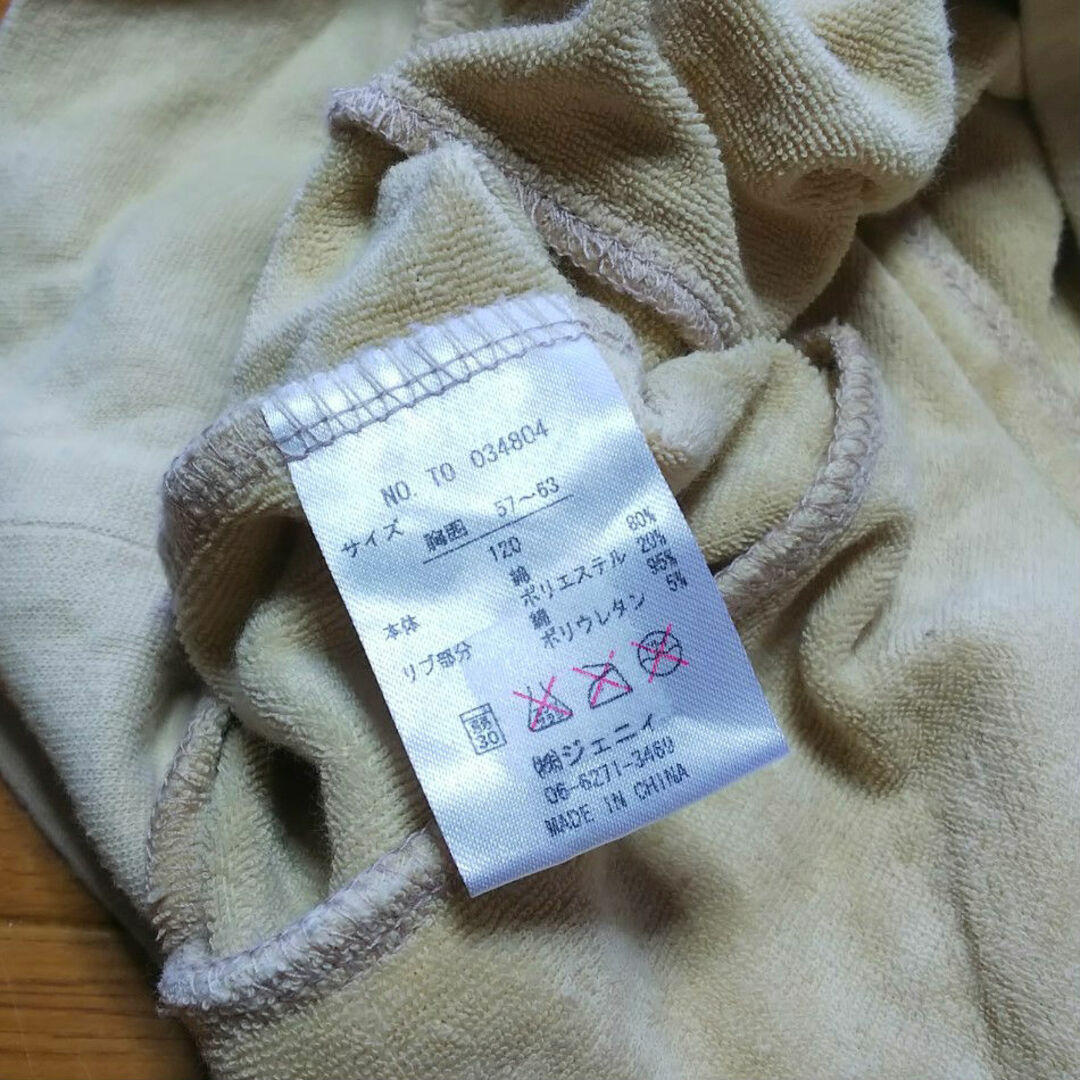 NO. TO 034804
サイズ 胸囲 57～63
120
本体 綿 80%
ポリエステル 20%
リブ部分 綿 95%
ポリウレタン 5%
30
㈱ジェニィ
06-6271-3469
MADE IN CHINA